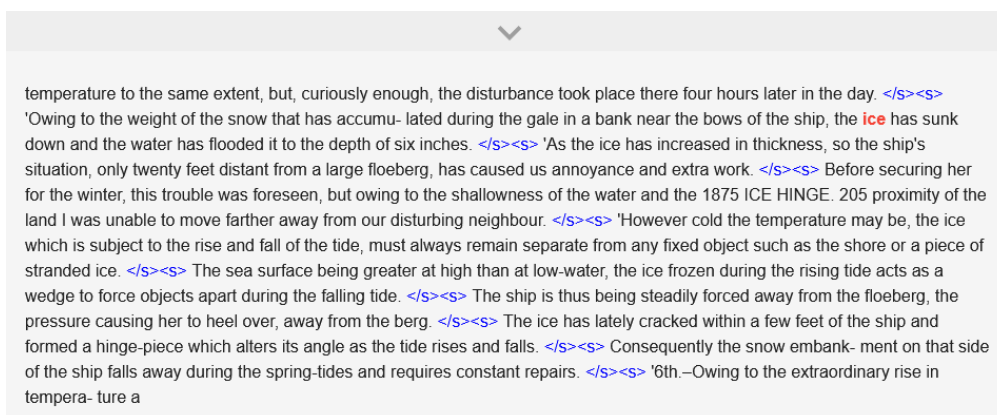 temperature to the same extent, but, curiously enough, the disturbance took place there four hours later in the day. </s><s>
'Owing to the weight of the snow that has accumu- lated during the gale in a bank near the bows of the ship, the ice has sunk
down and the water has flooded it to the depth of six inches. </s><s> 'As the ice has increased in thickness, so the ship's
situation, only twenty feet distant from a large floeberg, has caused us annoyance and extra work. </s><s> Before securing her
for the winter, this trouble was foreseen, but owing to the shallowness of the water and the 1875 ICE HINGE. 205 proximity of the
land I was unable to move farther away from our disturbing neighbour. </s><s> 'However cold the temperature may be, the ice
which is subject to the rise and fall of the tide, must always remain separate from any fixed object such as the shore or a piece of
stranded ice. </s><s> The sea surface being greater at high than at low-water, the ice frozen during the rising tide acts as a
wedge to force objects apart during the falling tide. </s><s> The ship is thus being steadily forced away from the floeberg, the
pressure causing her to heel over, away from the berg. </s><s> The ice has lately cracked within a few feet of the ship and
formed a hinge-piece which alters its angle as the tide rises and falls. </s><s> Consequently the snow embank- ment on that side
of the ship falls away during the spring-tides and requires constant repairs. </s><s> '6th.–Owing to the extraordinary rise in
tempera- ture a